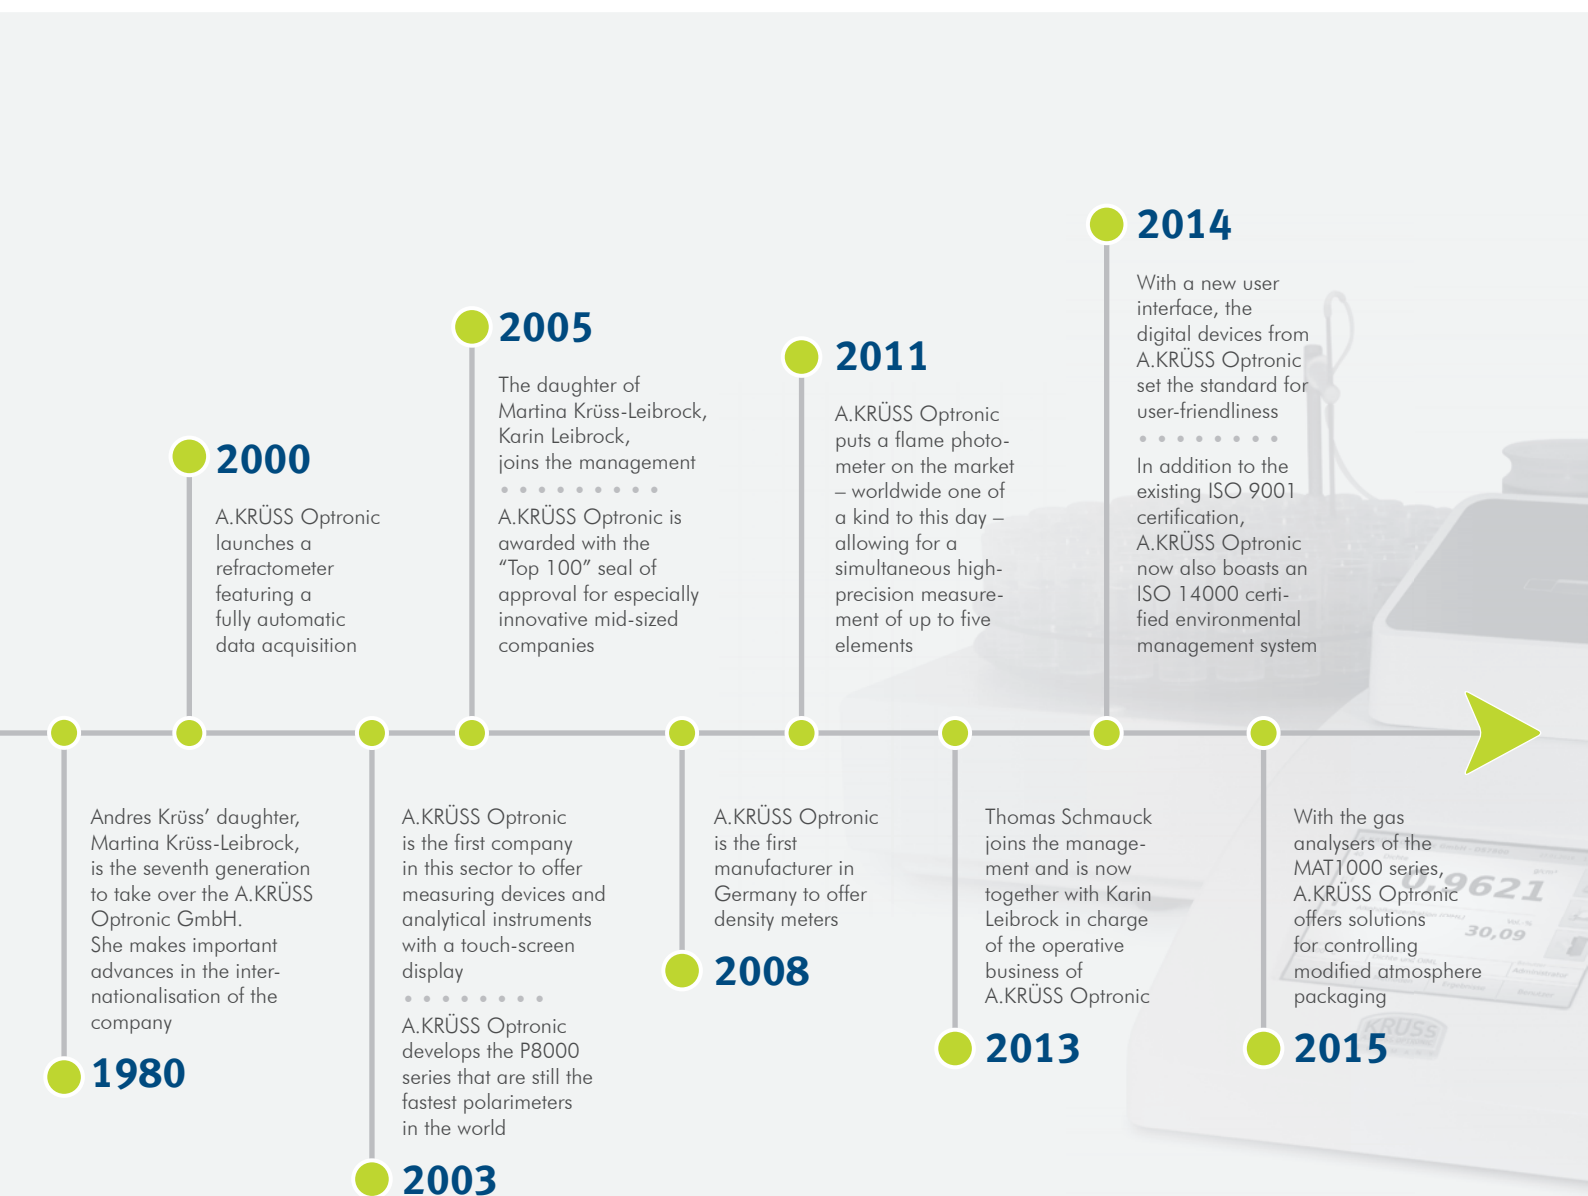 2014
With a new user
interface, the
digital devices from
A.KRÜSS Optronic
set the standard for
user-friendliness
In addition to the
existing ISO 9001
certification,
A.KRÜSS Optronic
now also boasts an
ISO 14000 certi-
fied environmental
management system
2005
The daughter of
Martina Krüss-Leibrock,
Karin Leibrock,
joins the management
A.KRÜSS Optronic is
awarded with the
“Top 100” seal of
approval for especially
innovative mid-sized
companies
2011
A.KRÜSS Optronic
puts a flame photo-
meter on the market
– worldwide one of
a kind to this day –
allowing for a
simultaneous high-
precision measure-
ment of up to five
elements
2000
A.KRÜSS Optronic
launches a
refractometer
featuring a
fully automatic
data acquisition
Andres Krüss’ daughter,
Martina Krüss-Leibrock,
is the seventh generation
to take over the A.KRÜSS
Optronic GmbH.
She makes important
advances in the inter-
nationalisation of the
company
1980
A.KRÜSS Optronic
is the first company
in this sector to offer
measuring devices and
analytical instruments
with a touch-screen
display
A.KRÜSS Optronic
develops the P8000
series that are still the
fastest polarimeters
in the world
2003
A.KRÜSS Optronic
is the first
manufacturer in
Germany to offer
density meters
2008
Thomas Schmauck
joins the manage-
ment and is now
together with Karin
Leibrock in charge
of the operative
business of
A.KRÜSS Optronic
2013
With the gas
analysers of the
MAT1000 series,
A.KRÜSS Optronic
offers solutions
for controlling
modified atmosphere
packaging
2015
0,9621
30,09
KRÜSS